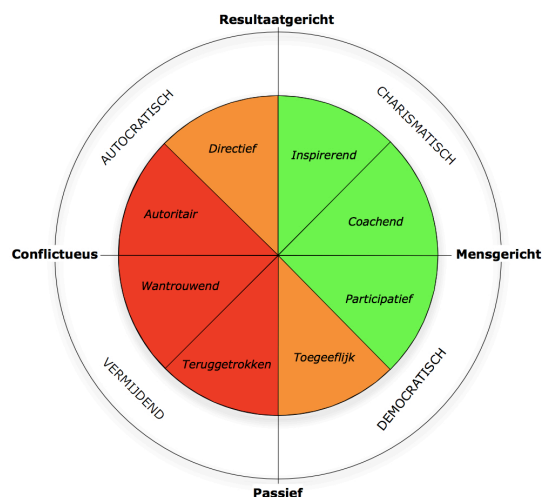 Resultaatgericht
AUTOCRATISCH
CHARISMATISCH
Directief
Inspirerend
Autoritair
Coachend
Conflictueus
Mensgericht
Wantrouwend
Participatief
Teruggetrokken
Toegeeflijk
VERMIJDEND
DEMOCRATISCH
Passief